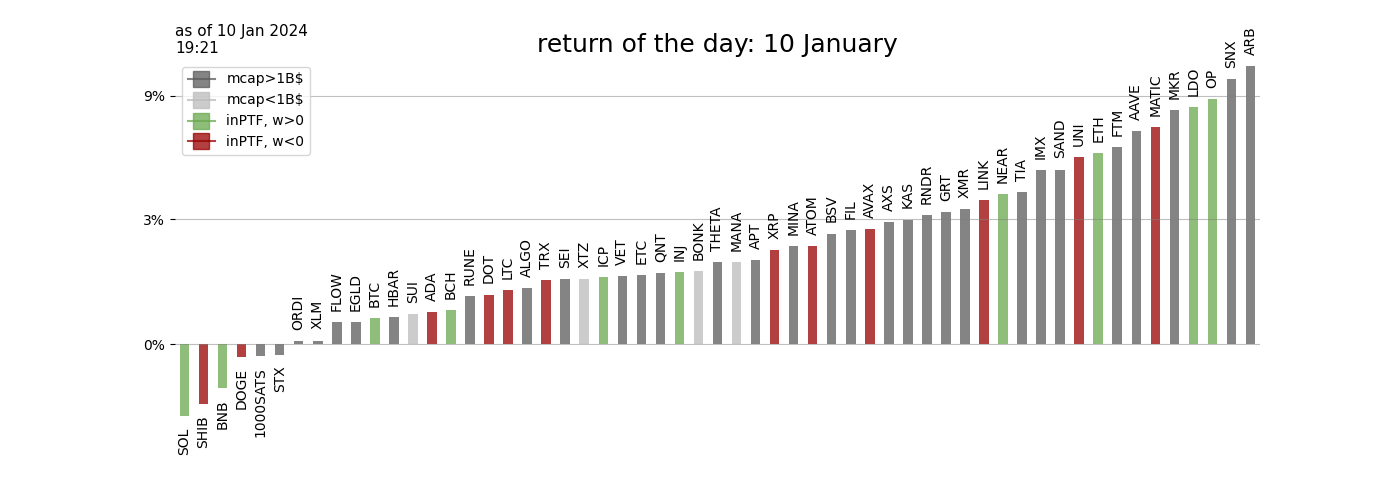 as of 10 Jan 2024
19:21
return of the day: 10 January
mcap>1B$
mcap<1B$
inPTF, w>0
inPTF, w<0
9%
3%
0%
SOL
SHIB
BNB
DOGE
1000SATS
STX
ORDI
XLM
FLOW
EGLD
BTC
HBAR
SUI
ADA
BCH
RUNE
DOT
LTC
ALGO
TRX
SEI
XTZ
ICP
VET
ETC
QNT
INJ
BONK
THETA
MANA
APT
XRP
MINA
ATOM
BSV
FIL
AVAX
AXS
KAS
RNDR
GRT
XMR
LINK
NEAR
TIA
IMX
SAND
UNI
ETH
FTM
AAVE
MATIC
MKR
LDO
OP
SNX
ARB